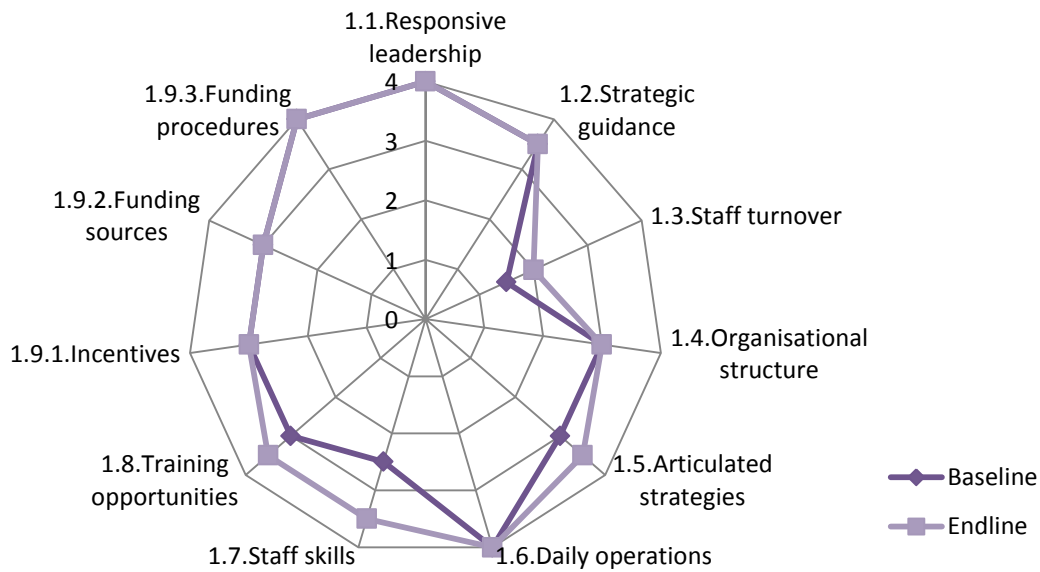 1.1.Responsive
leadership
1.2.Strategic
guidance
1.3.Staff turnover
1.4.Organisational
structure
1.5.Articulated
strategies
1.6.Daily operations
1.7.Staff skills
1.8.Training
opportunities
1.9.1.Incentives
1.9.2.Funding
sources
1.9.3.Funding
procedures
4
3
2
1
0
Baseline
Endline